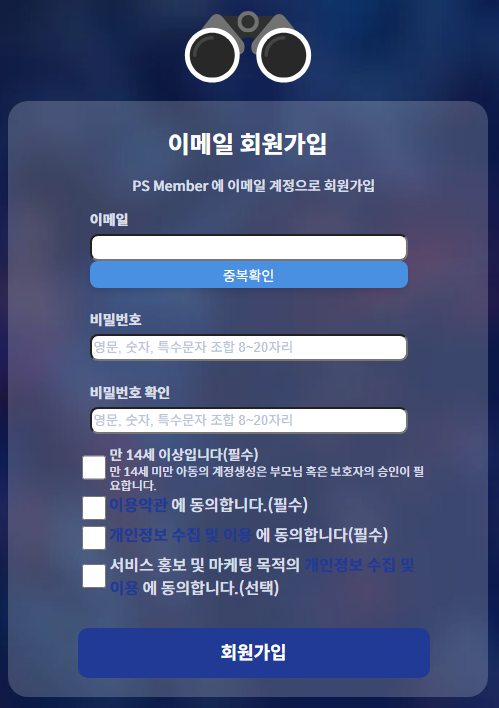 이메일 회원가입
PS Member 에 이메일 계정으로 회원가입
이메일
중복확인
비밀번호
영문, 숫자, 특수문자 조합 8~20자리
비밀번호 확인
영문, 숫자, 특수문자 조합 8~20자리
만 14세 이상입니다(필수)
만 14세 미만 아동의 계정생성은 부모님 혹은 보호자의 승인이 필
요합니다.
이용약관 에 동의합니다.(필수)
개인정보 수집 및 이용 에 동의합니다(필수)
서비스 홍보 및 마케팅 목적의 개인정보 수집 및
이용 에 동의합니다.(선택)
회원가입